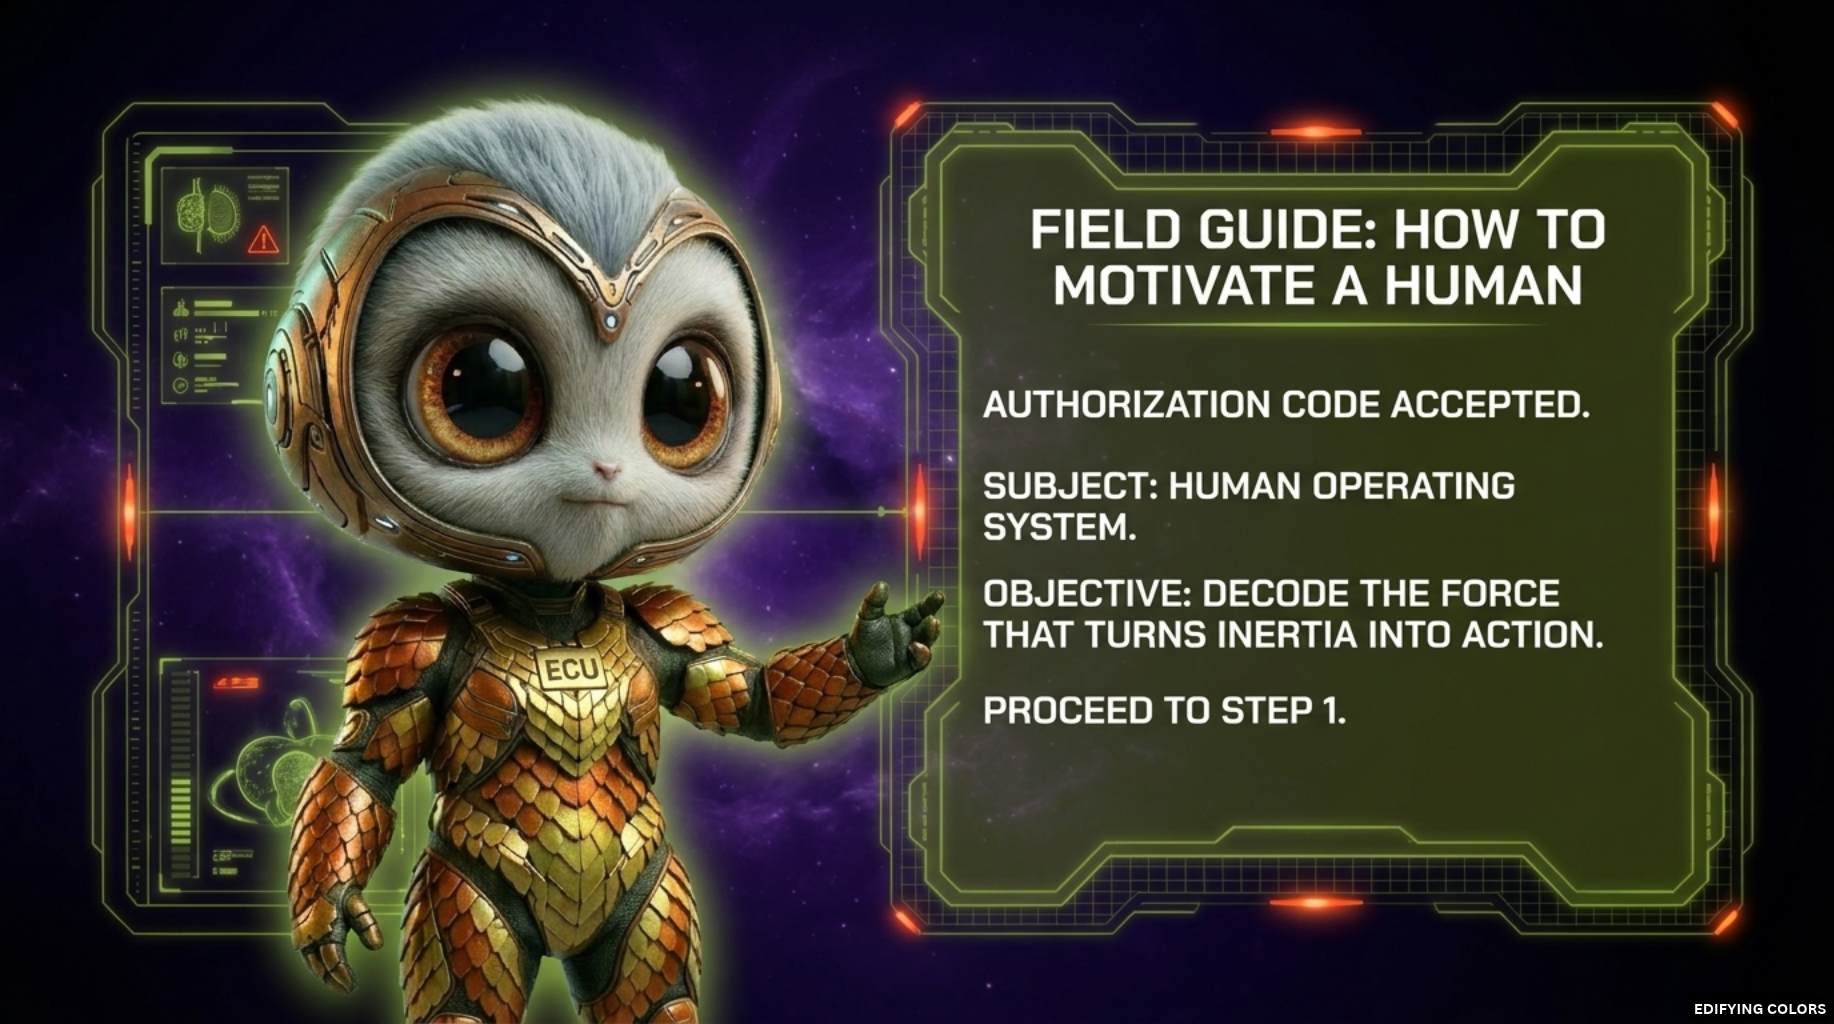 FIELD GUIDE: HOW TO
MOTIVATE A HUMAN
AUTHORIZATION CODE ACCEPTED.
SUBJECT: HUMAN OPERATING
SYSTEM.
OBJECTIVE: DECODE THE FORCE
THAT TURNS INERTIA INTO ACTION.
PROCEED TO STEP 1.
ECU
EDIFYING COLORS